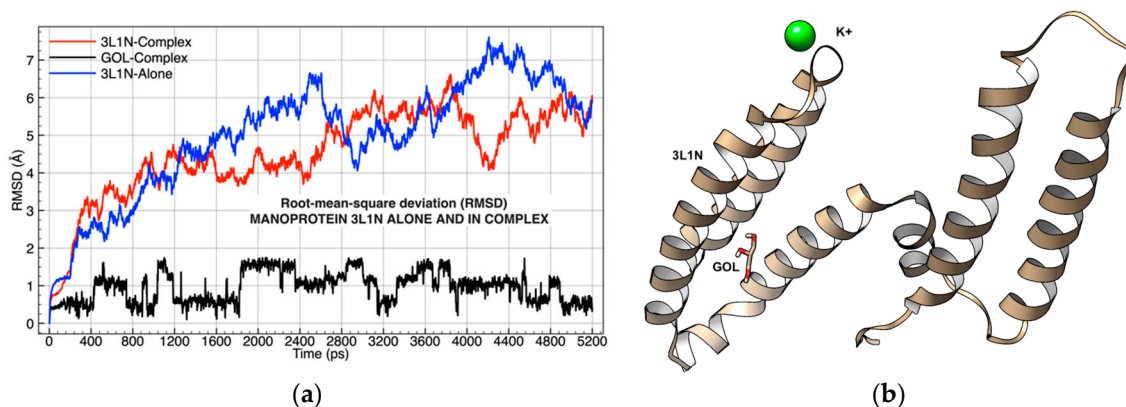 3L1N-Complex
GOL-Complex
3L1N-Alone
7
6
5
4
3
2
1
0
RMSD (Å)
Root-mean-square deviation (RMSD)
MANOPROTEIN 3L1N ALONE AND IN COMPLEX
0 400 800 1200 1600 2000 2400 2800 3200 3600 4000 4400 4800 5200
Time (ps)
(a)
K+
3L1N
GOL
(b)